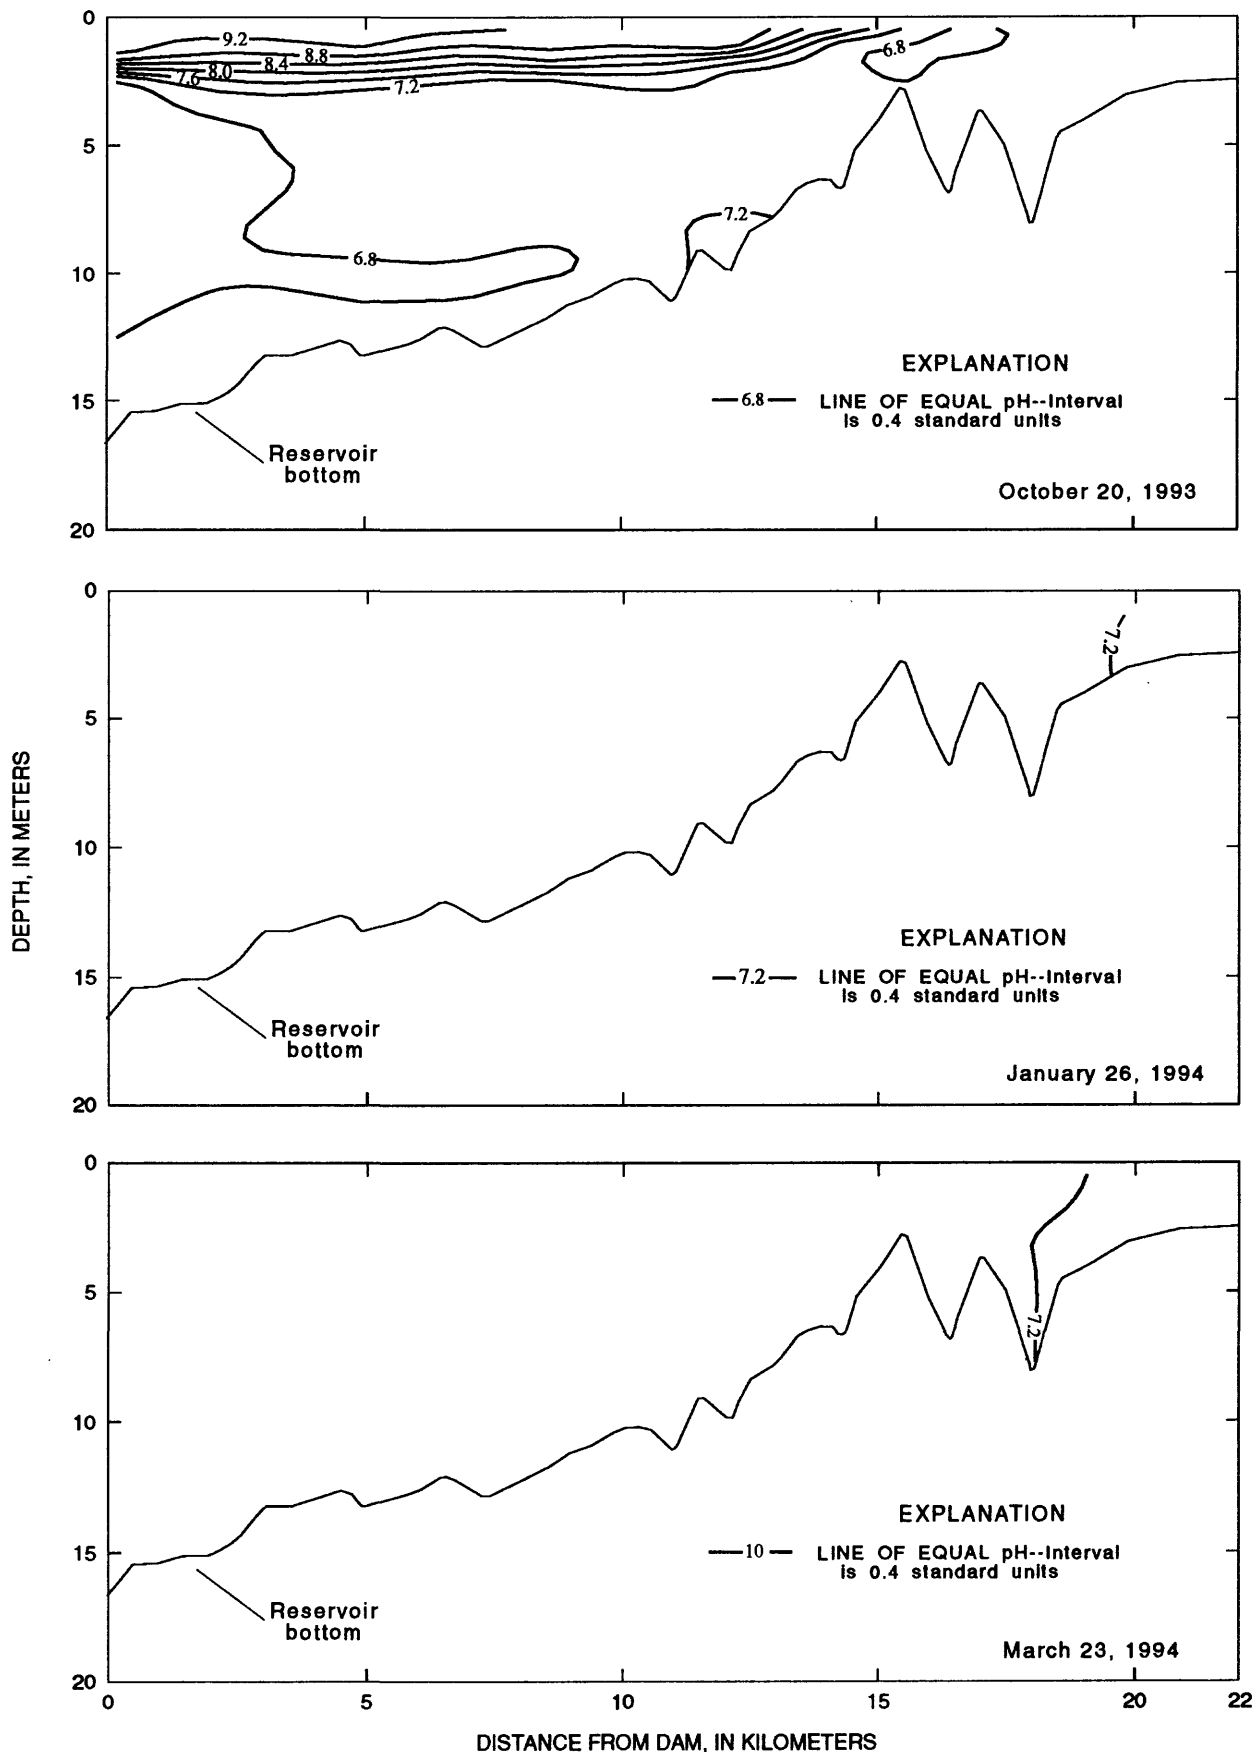 0
5
10
15
20
9.2
8.8
8.4
8.0
7.6
7.2
6.8
6.8
7.2
EXPLANATION
6.8 LINE OF EQUAL pH--Interval
is 0.4 standard units
Reservoir
bottom
October 20, 1993
0
5
10
15
20
7.2
EXPLANATION
7.2 LINE OF EQUAL pH--Interval
is 0.4 standard units
Reservoir
bottom
January 26, 1994
DEPTH, IN METERS
0
5
10
15
20
7.2
EXPLANATION
10 LINE OF EQUAL pH--Interval
is 0.4 standard units
Reservoir
bottom
March 23, 1994
0 5 10 15 20 22
DISTANCE FROM DAM, IN KILOMETERS